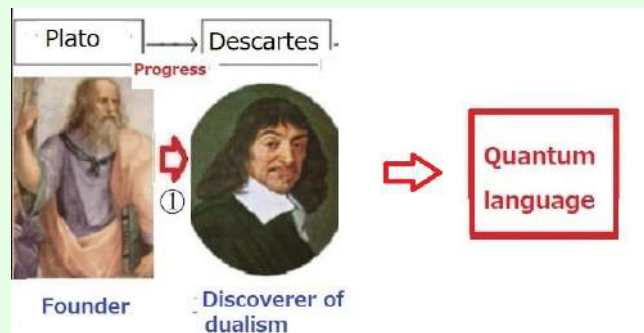 Plato
Descartes
Progress
①
Quantum
language
Founder
Discoverer of
dualism